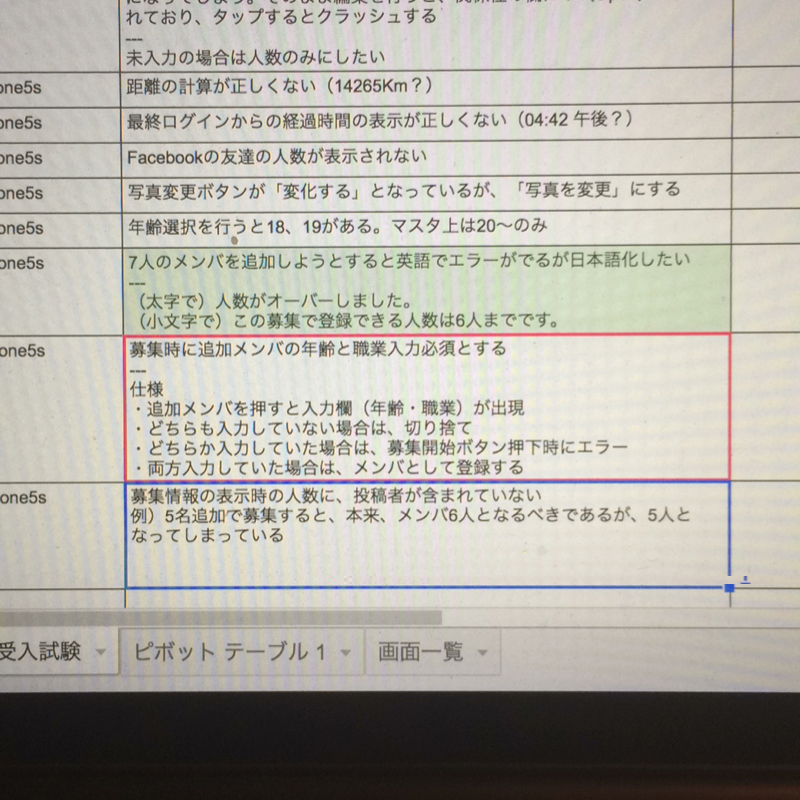 れており、タップするとクラッシュする
---
未入力の場合は人数のみにしたい
one5s
距離の計算が正しくない（14265Km？）
one5s
最終ログインからの経過時間の表示が正しくない（04:42 午後？）
one5s
Facebookの友達の人数が表示されない
one5s
写真変更ボタンが「変化する」となっているが、「写真を変更」にする
one5s
年齢選択を行うと18、19がある。マスタ上は20〜のみ
one5s
7人のメンバを追加しようとすると英語でエラーがでるが日本語化したい
---
（太字で）人数がオーバーしました。
（小文字で）この募集で登録できる人数は6人までです。
one5s
募集時に追加メンバの年齢と職業入力必須とする
---
仕様
・追加メンバを押すと入力欄（年齢・職業）が出現
・どちらも入力していない場合は、切り捨て
・どちらか入力していた場合は、募集開始ボタン押下時にエラー
・両方入力していた場合は、メンバとして登録する
one5s
募集情報の表示時の人数に、投稿者が含まれていない
例）5名追加で募集すると、本来、メンバ6人となるべきであるが、5人と
なってしまっている
受入試験
ピボット テーブル 1
画面一覧